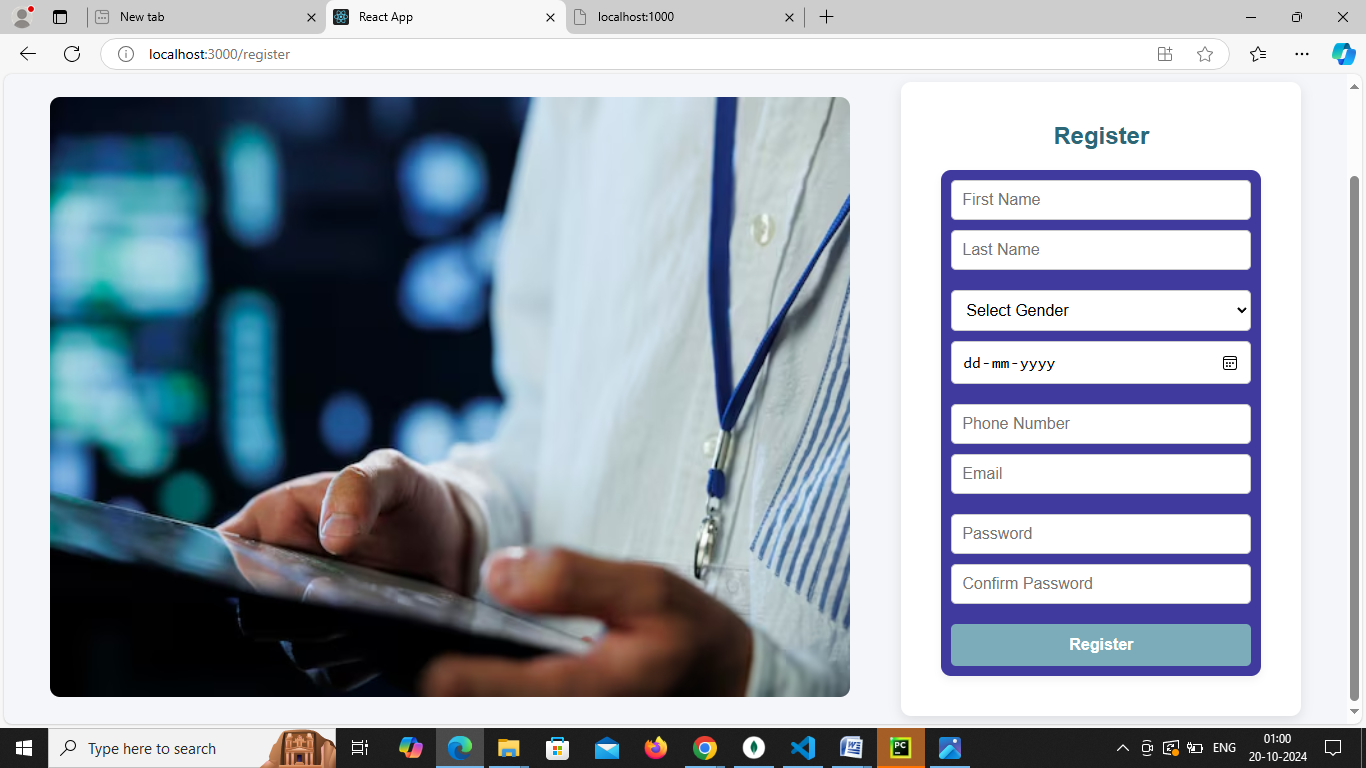 New tab
React App
localhost:1000
localhost:3000/register
Register
First Name
Last Name
Select Gender
dd-mm-yyyy
Phone Number
Email
Password
Confirm Password
Register
Type here to search
PC
ENG
01:00
20-10-2024